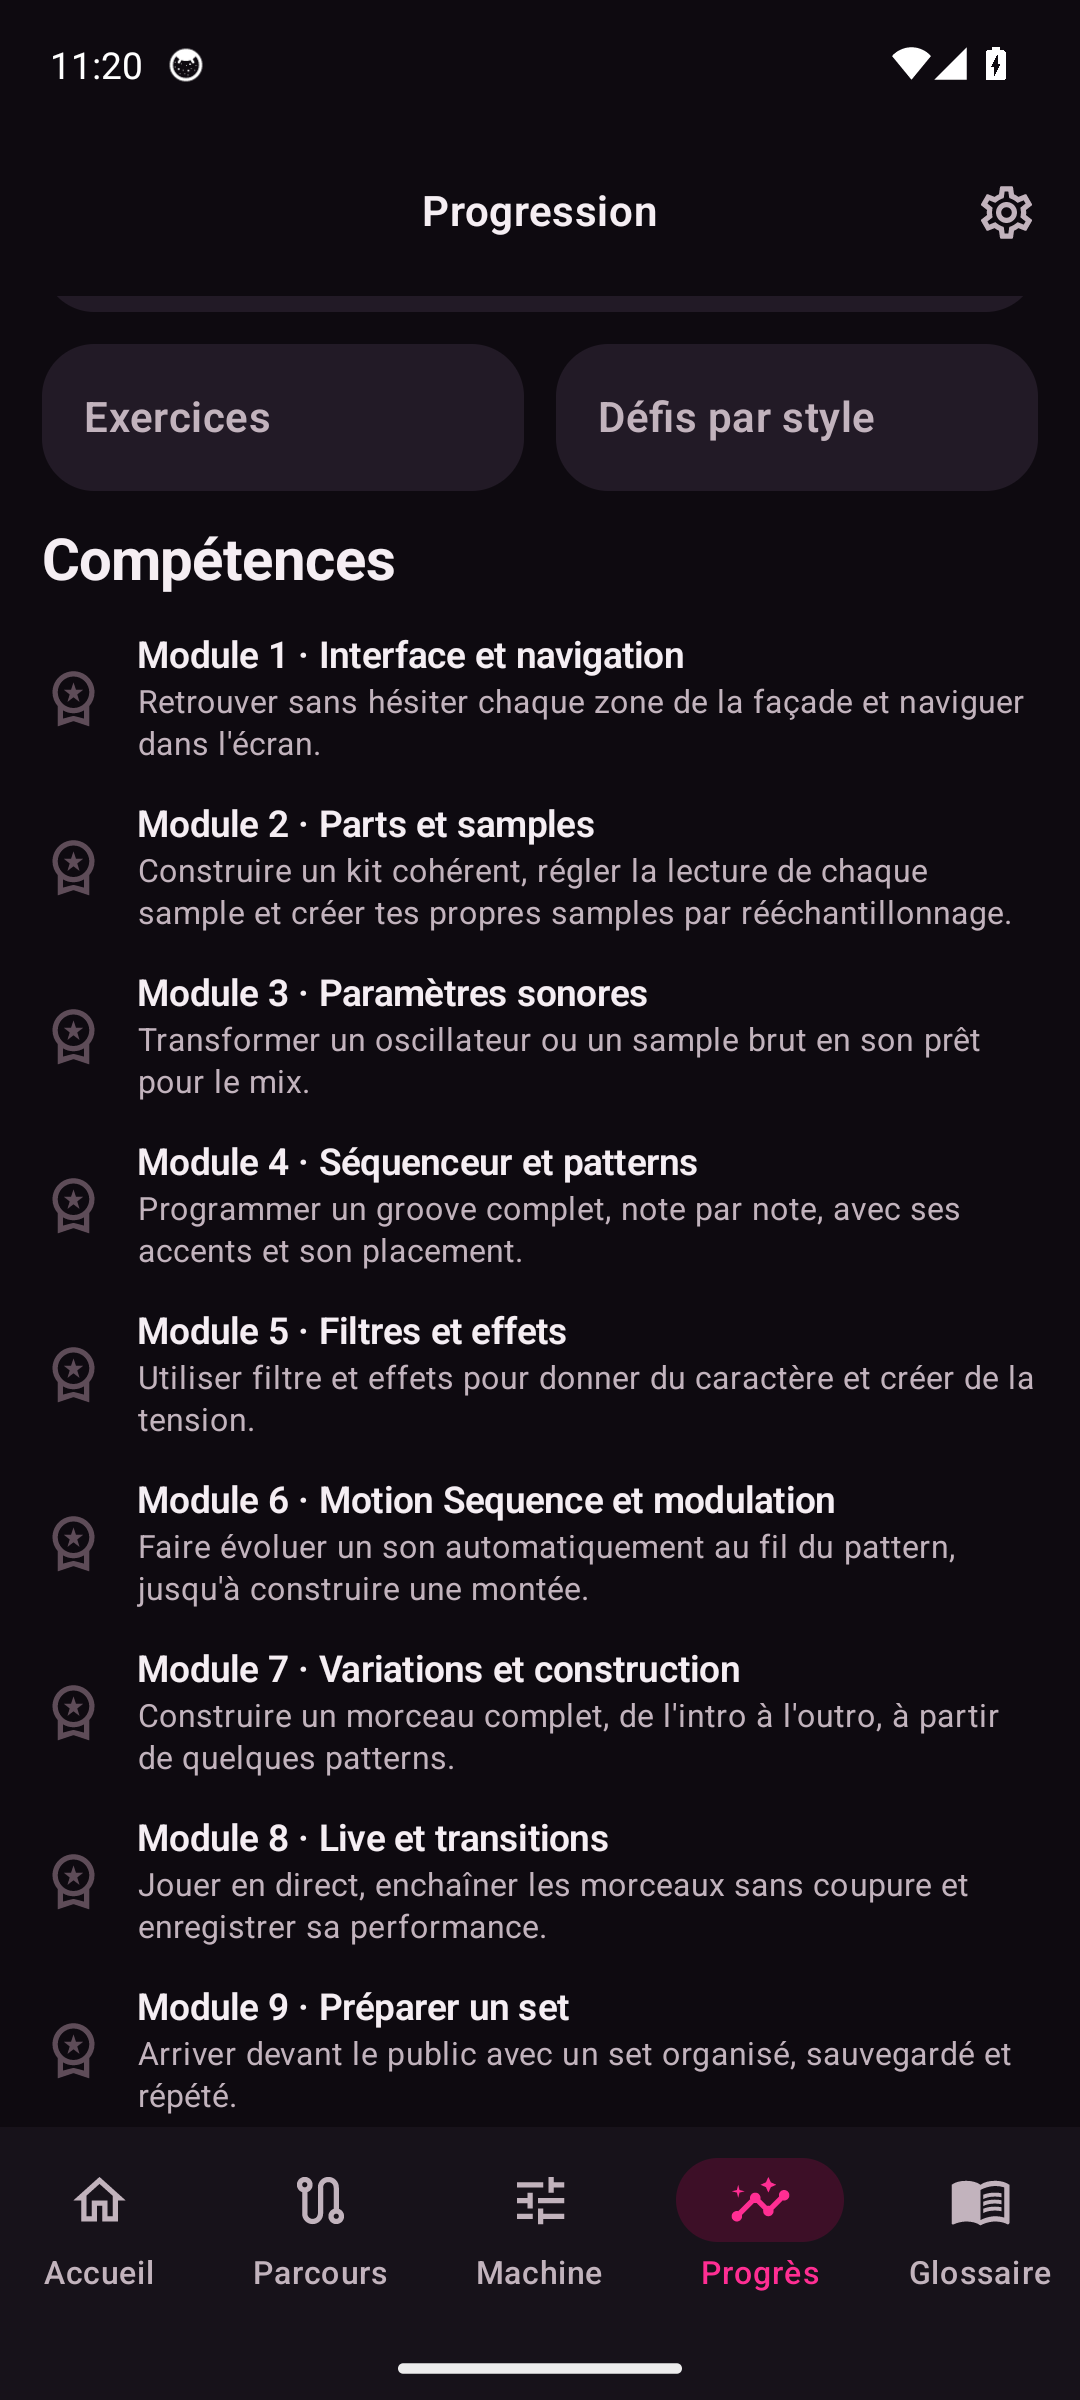 11:20
Progression
Exercices
Défis par style
Compétences
Module 1 · Interface et navigation
Retrouver sans hésiter chaque zone de la façade et naviguer
dans l'écran.
Module 2 · Parts et samples
Construire un kit cohérent, régler la lecture de chaque
sample et créer tes propres samples par rééchantillonnage.
Module 3 · Paramètres sonores
Transformer un oscillateur ou un sample brut en son prêt
pour le mix.
Module 4 · Séquenceur et patterns
Programmer un groove complet, note par note, avec ses
accents et son placement.
Module 5 · Filtres et effets
Utiliser filtre et effets pour donner du caractère et créer de la
tension.
Module 6 · Motion Sequence et modulation
Faire évoluer un son automatiquement au fil du pattern,
jusqu'à construire une montée.
Module 7 · Variations et construction
Construire un morceau complet, de l'intro à l'outro, à partir
de quelques patterns.
Module 8 · Live et transitions
Jouer en direct, enchaîner les morceaux sans coupure et
enregistrer sa performance.
Module 9 · Préparer un set
Arriver devant le public avec un set organisé, sauvegardé et
répété.
Accueil
Parcours
Machine
Progrès
Glossaire